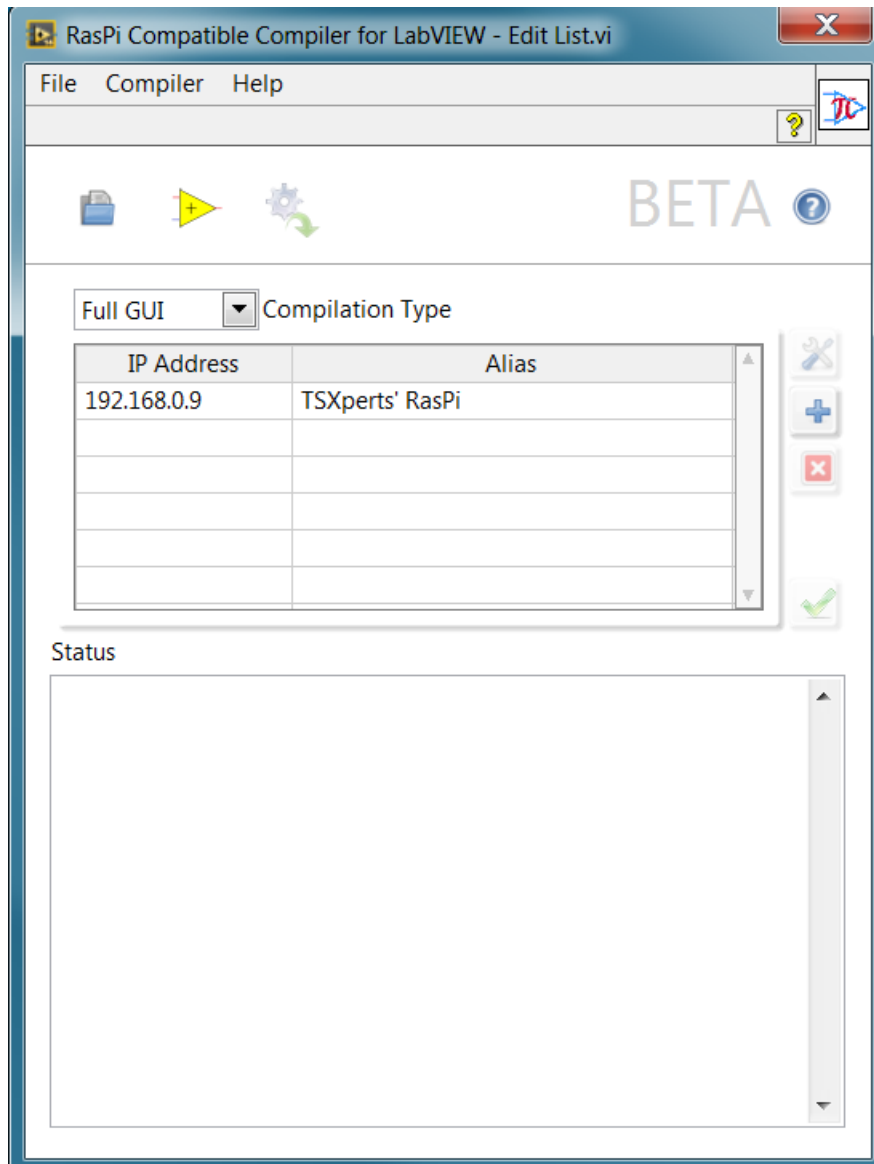 RasPi Compatible Compiler for LabVIEW - Edit List.vi
File Compiler Help
BETA
Full GUI Compilation Type
IP Address Alias
192.168.0.9 TSXperts' RasPi
Status